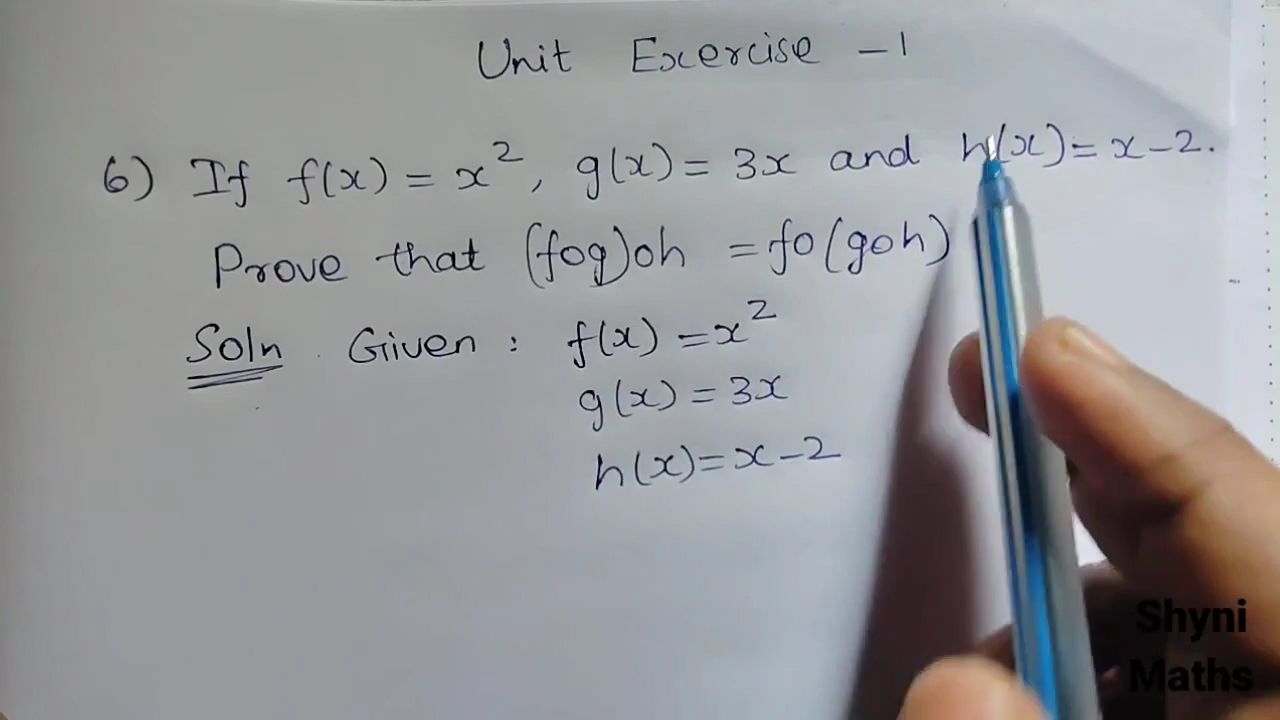 Unit Exercise - 1
6) If f(x) = x², g(x) = 3x and h(x) = x - 2.
Prove that (fog)oh = fo(goh)
Soln Given : f(x) = x²
g(x) = 3x
h(x) = x - 2
Shyni
Maths